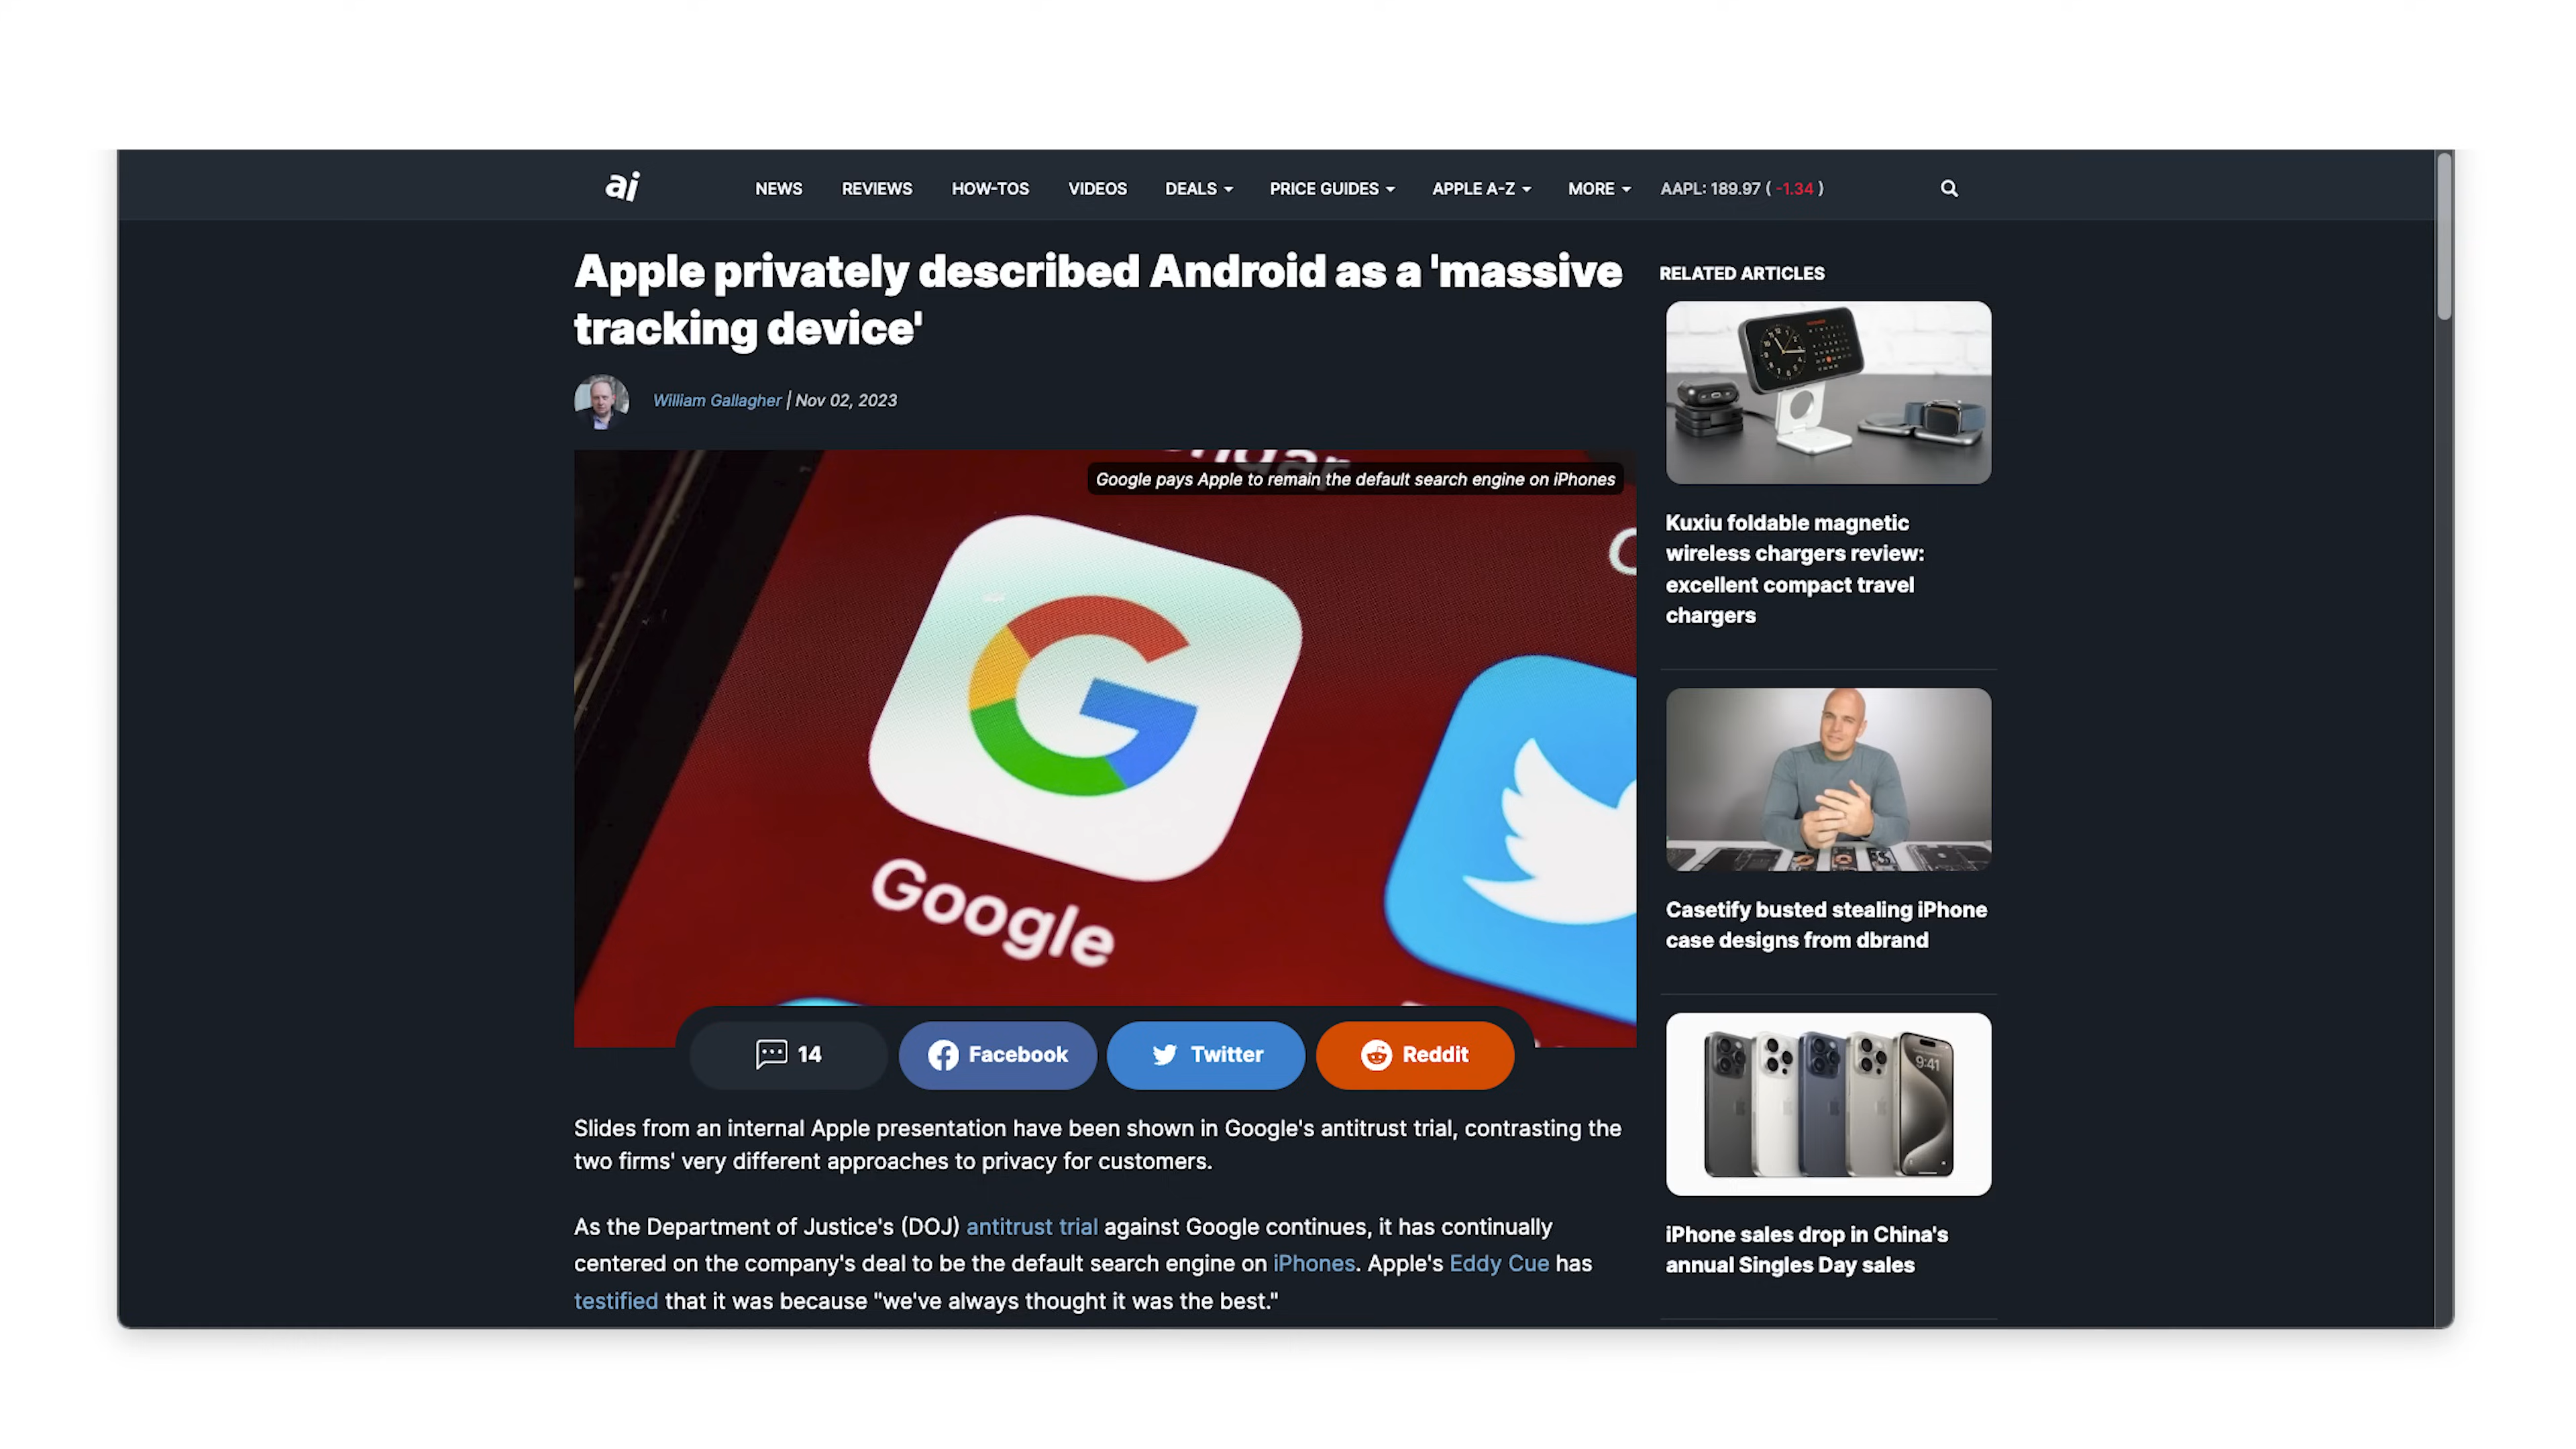 ai
NEWS
REVIEWS
HOW-TOS
VIDEOS
DEALS
PRICE GUIDES
APPLE A-Z
MORE
AAPL: 189.97 ( -1.34 )
Apple privately described Android as a 'massive
tracking device'
William Gallagher | Nov 02, 2023
Google pays Apple to remain the default search engine on iPhones
Google
14
Facebook
Twitter
Reddit
Slides from an internal Apple presentation have been shown in Google's antitrust trial, contrasting the
two firms' very different approaches to privacy for customers.
As the Department of Justice's (DOJ) antitrust trial against Google continues, it has continually
centered on the company's deal to be the default search engine on iPhones. Apple's Eddy Cue has
testified that it was because "we've always thought it was the best."
RELATED ARTICLES
Kuxiu foldable magnetic
wireless chargers review:
excellent compact travel
chargers
Casetify busted stealing iPhone
case designs from dbrand
9:41
iPhone sales drop in China's
annual Singles Day sales